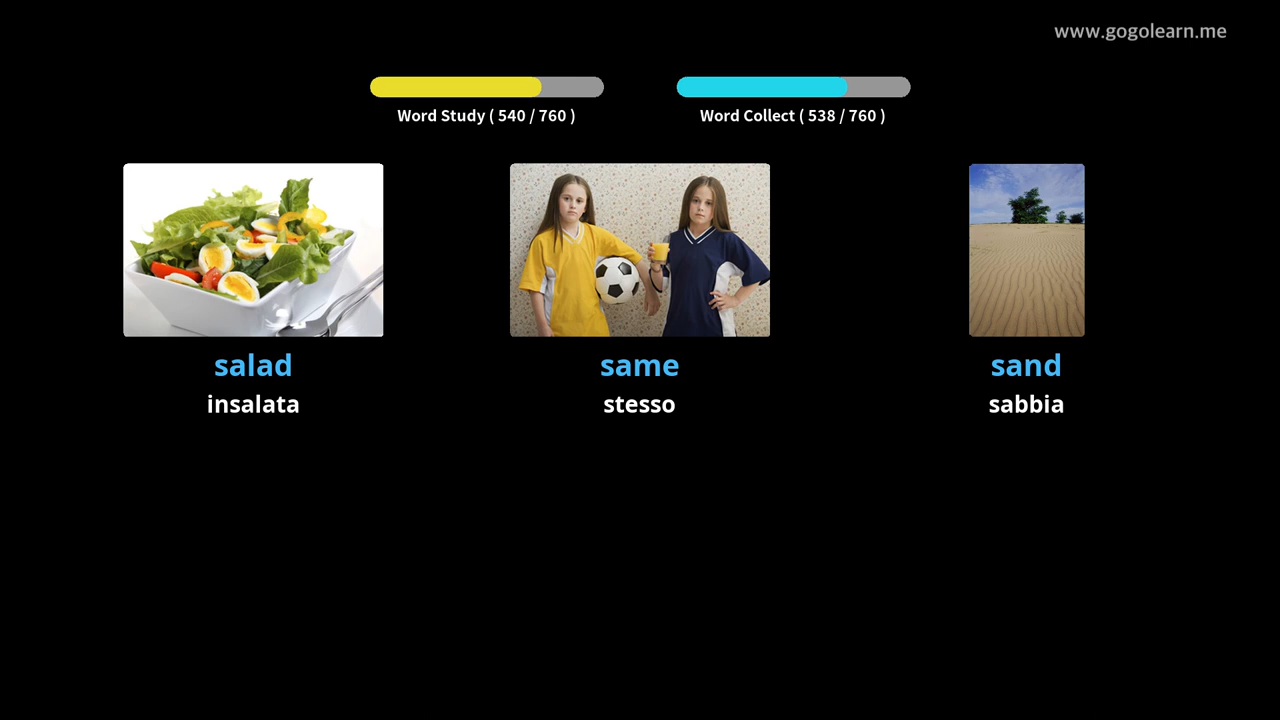 www.gogolearn.me
Word Study ( 540 / 760 )
Word Collect ( 538 / 760 )
salad
same
sand
insalata
stesso
sabbia